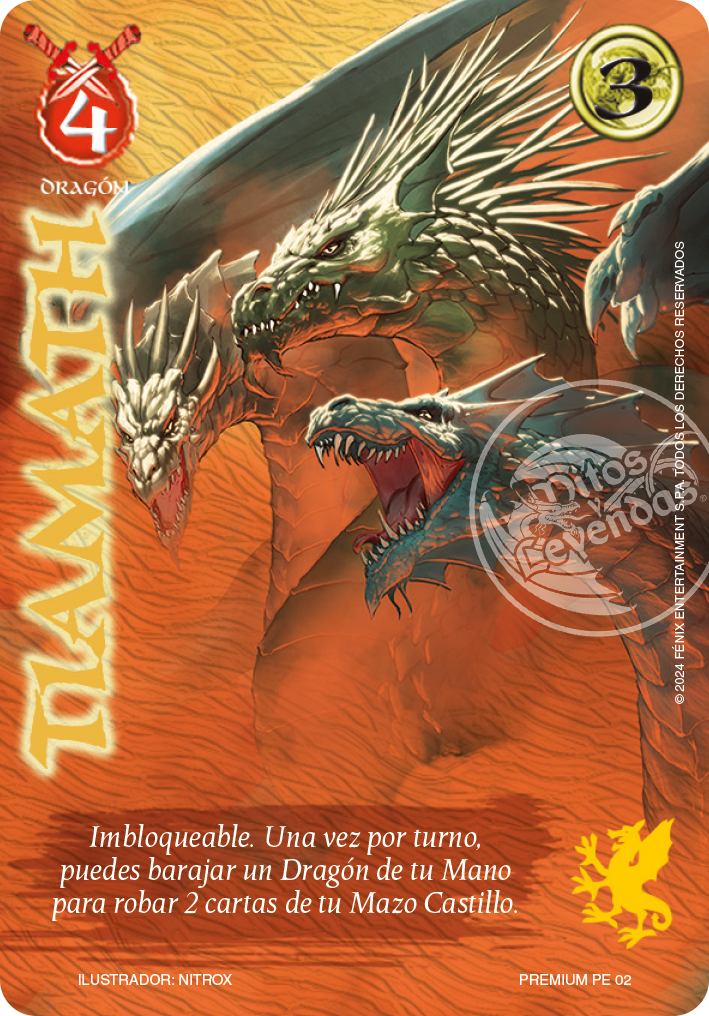 4
3
DRAGÓN
TIAMATH
Mitos
y
Leyendas®
©2024 FÉNIX ENTERTAINMENT S.P.A. TODOS LOS DERECHOS RESERVADOS
Imbloqueable. Una vez por turno,
puedes barajar un Dragón de tu Mano
para robar 2 cartas de tu Mazo Castillo.
ILUSTRADOR: NITROX
PREMIUM PE 02